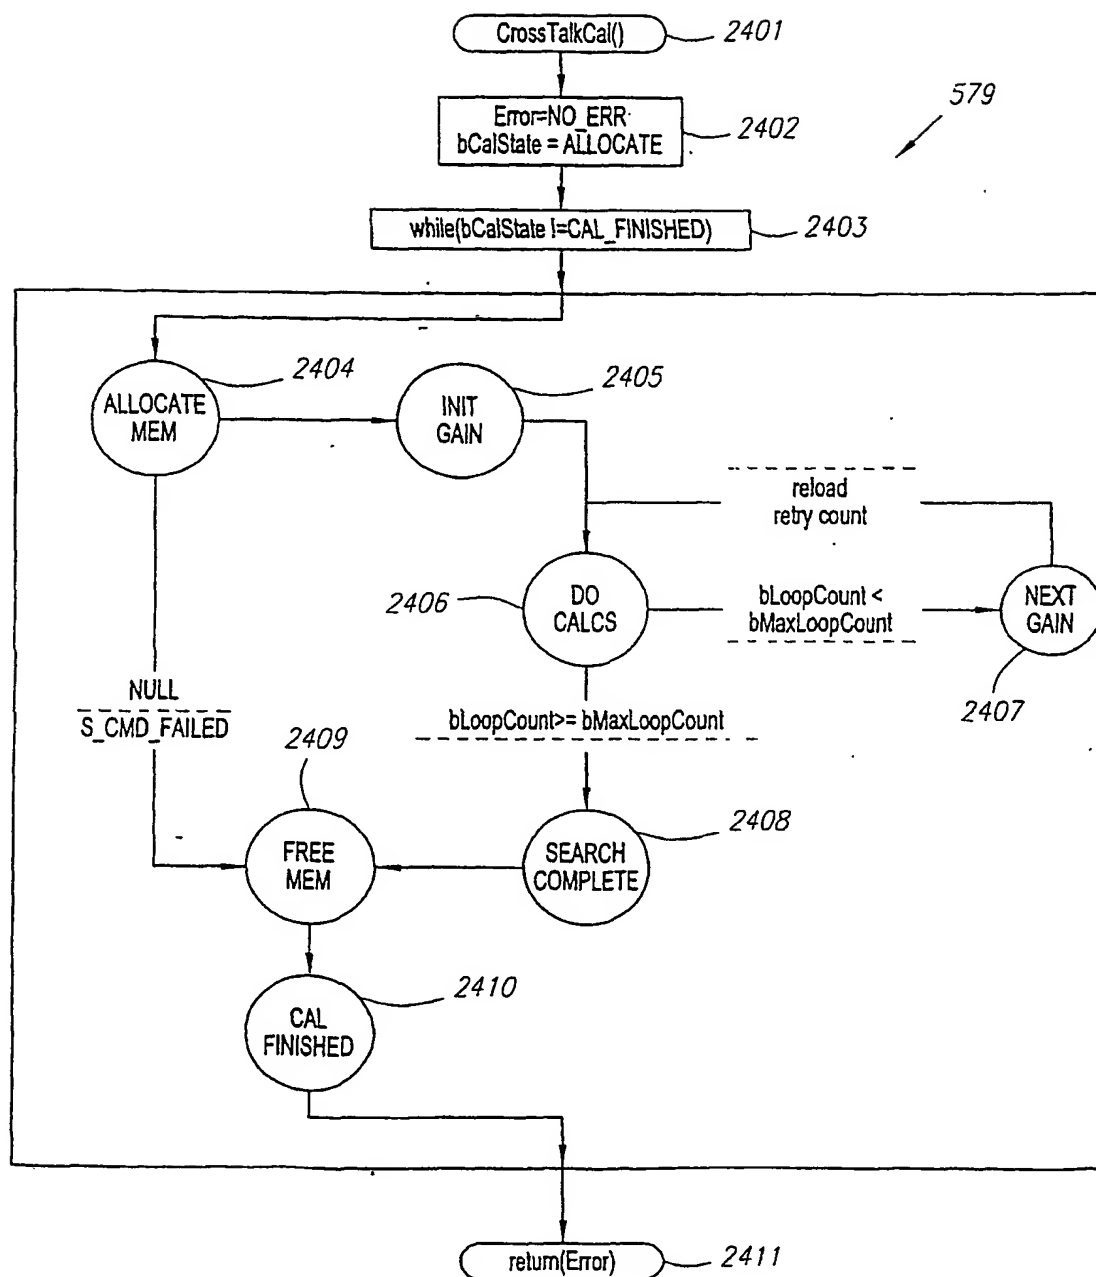 CrossTalkCal()
2401
579
Error=NO_ERR
bCalState = ALLOCATE
2402
while(bCalState !=CAL_FINISHED)
2403
2404
2405
ALLOCATE
MEM
INIT
GAIN
reload
retry count
2406
DO
CALCS
bLoopCount <
bMaxLoopCount
NEXT
GAIN
2407
NULL
S_CMD_FAILED
bLoopCount>= bMaxLoopCount
2409
2408
FREE
MEM
SEARCH
COMPLETE
2410
CAL
FINISHED
return(Error)
2411